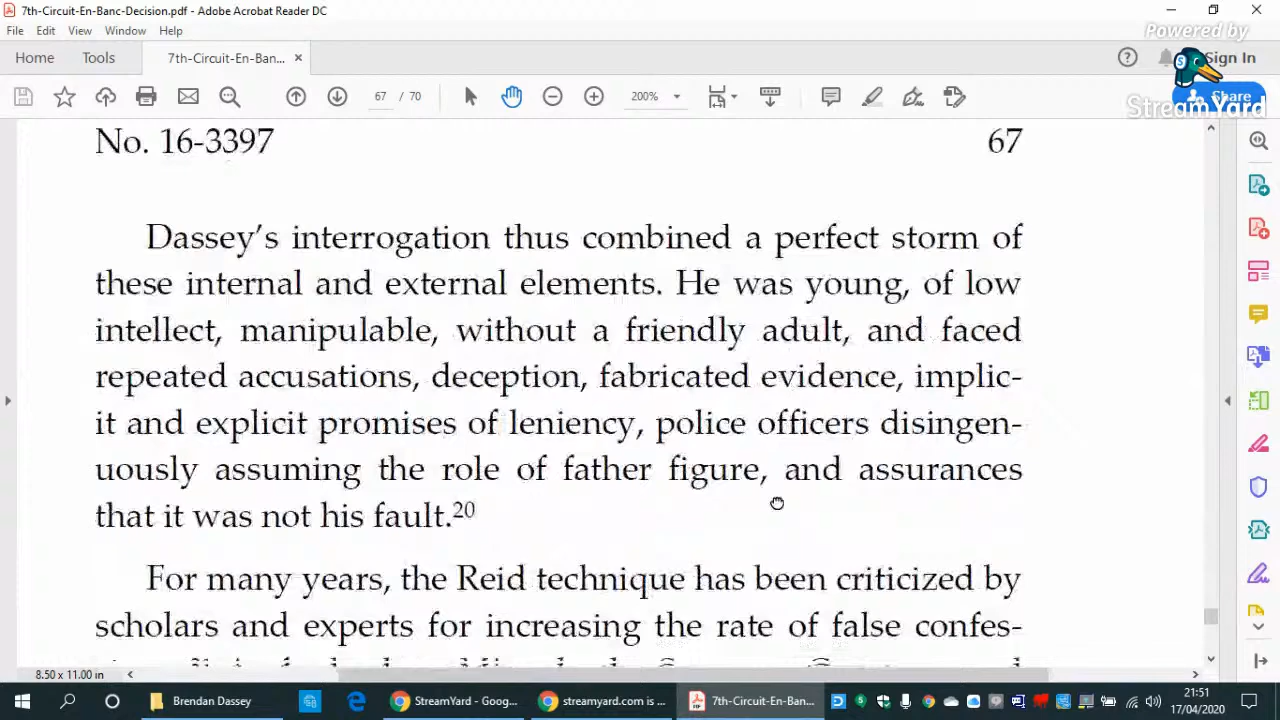 7th-Circuit-En-Banc-Decision.pdf - Adobe Acrobat Reader DC
File Edit View Window Help
Powered by
Home Tools 7th-Circuit-En-Ban... Sign In
67 / 70 200% Share
StreamYard
No. 16-3397 67
Dassey's interrogation thus combined a perfect storm of
these internal and external elements. He was young, of low
intellect, manipulable, without a friendly adult, and faced
repeated accusations, deception, fabricated evidence, implic-
it and explicit promises of leniency, police officers disingen-
uously assuming the role of father figure, and assurances
that it was not his fault.20
For many years, the Reid technique has been criticized by
scholars and experts for increasing the rate of false confes-
8.50 x 11.00 in
Brendan Dassey StreamYard - Goog... streamyard.com is ... 7th-Circuit-En-Ban... 21:51
17/04/2020